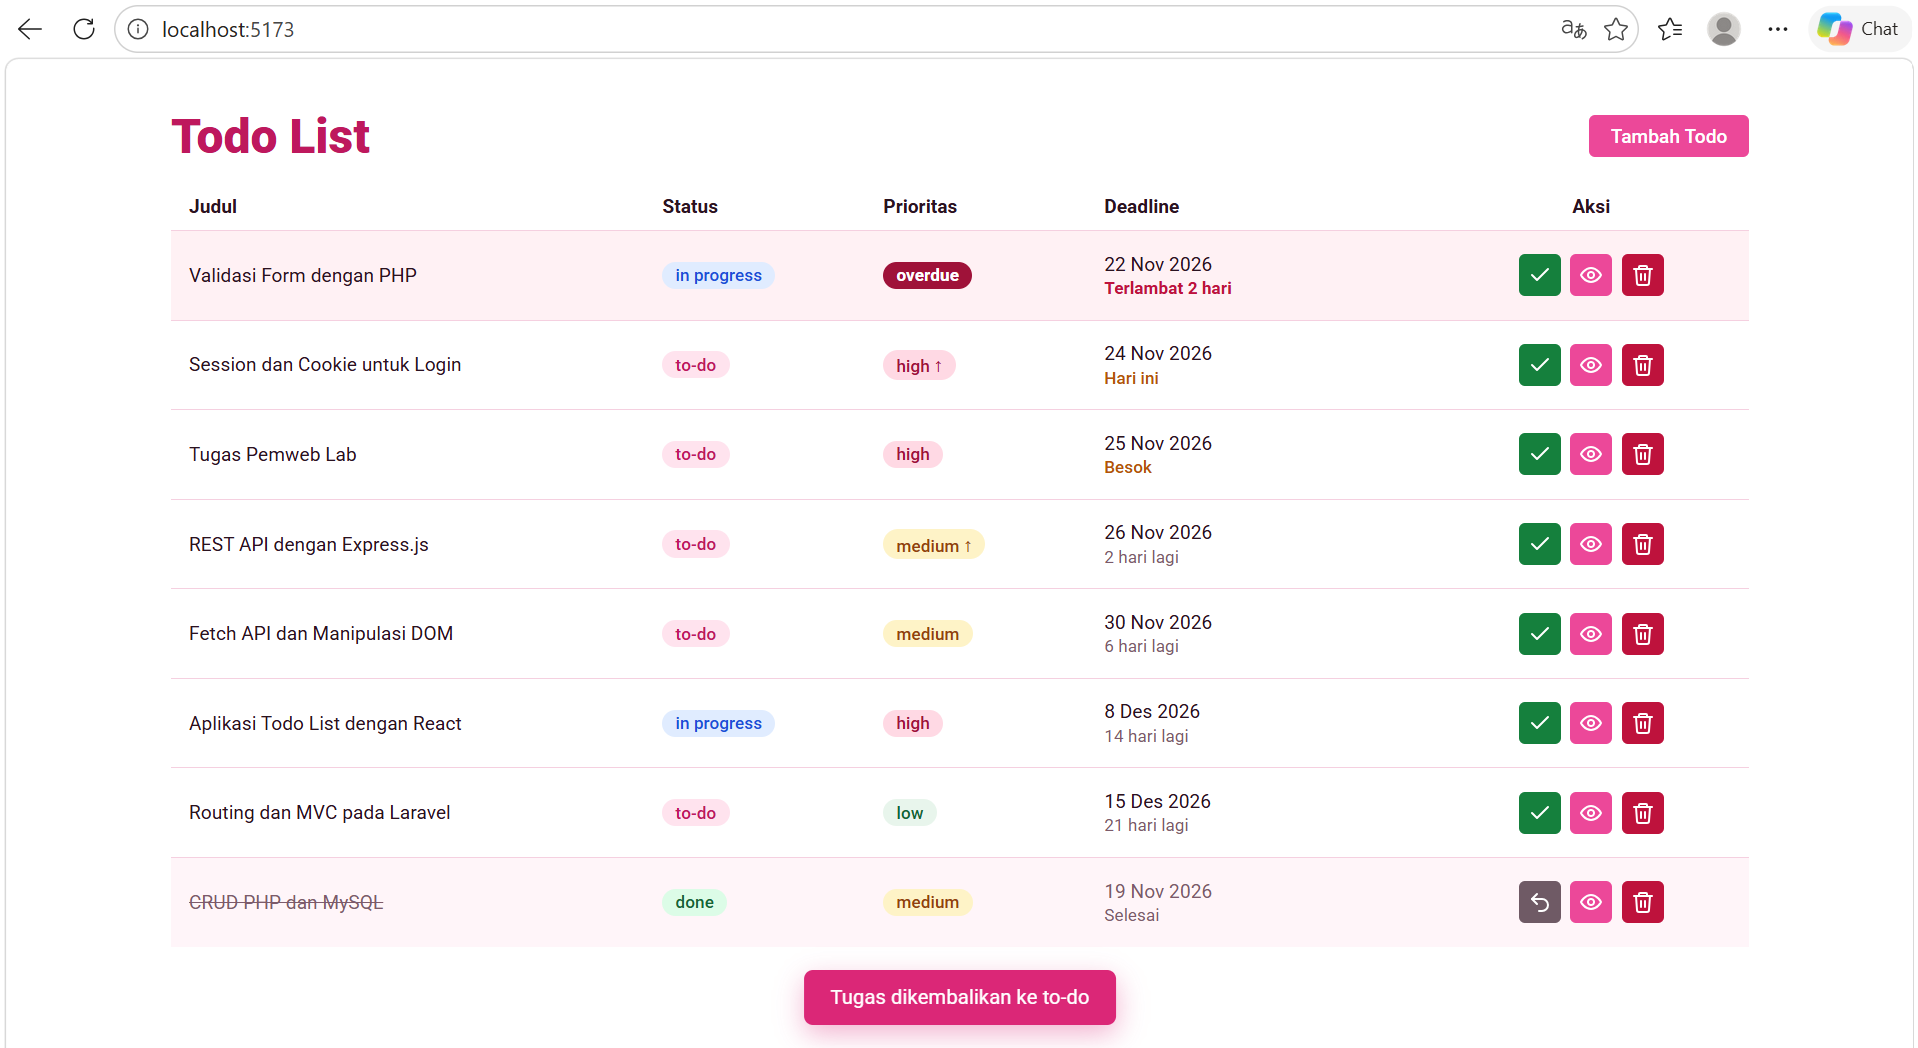 localhost:5173
Chat
Todo List
Tambah Todo
Judul Status Prioritas Deadline Aksi
Validasi Form dengan PHP in progress overdue 22 Nov 2026
Terlambat 2 hari
Session dan Cookie untuk Login to-do high ↑ 24 Nov 2026
Hari ini
Tugas Pemweb Lab to-do high 25 Nov 2026
Besok
REST API dengan Express.js to-do medium ↑ 26 Nov 2026
2 hari lagi
Fetch API dan Manipulasi DOM to-do medium 30 Nov 2026
6 hari lagi
Aplikasi Todo List dengan React in progress high 8 Des 2026
14 hari lagi
Routing dan MVC pada Laravel to-do low 15 Des 2026
21 hari lagi
CRUD PHP dan MySQL done medium 19 Nov 2026
Selesai
Tugas dikembalikan ke to-do